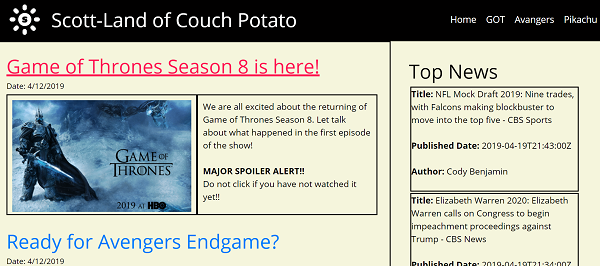 S
Scott-Land of Couch Potato
Home GOT Avangers Pikachu
Game of Thrones Season 8 is here!
Date: 4/12/2019
GAME OF
THRONES
2019 AT HBO
We are all excited about the returning of
Game of Thrones Season 8. Let talk
about what happened in the first episode
of the show!
MAJOR SPOILER ALERT!!
Do not click if you have not watched it
yet!!
Ready for Avengers Endgame?
Date: 4/12/2019
Top News
Title: NFL Mock Draft 2019: Nine trades,
with Falcons making blockbuster to
move into the top five - CBS Sports
Published Date: 2019-04-19T21:43:00Z
Author: Cody Benjamin
Title: Elizabeth Warren 2020: Elizabeth
Warren calls on Congress to begin
impeachment proceedings against
Trump - CBS News
Published Date: 2019-04-19T21:34:00Z